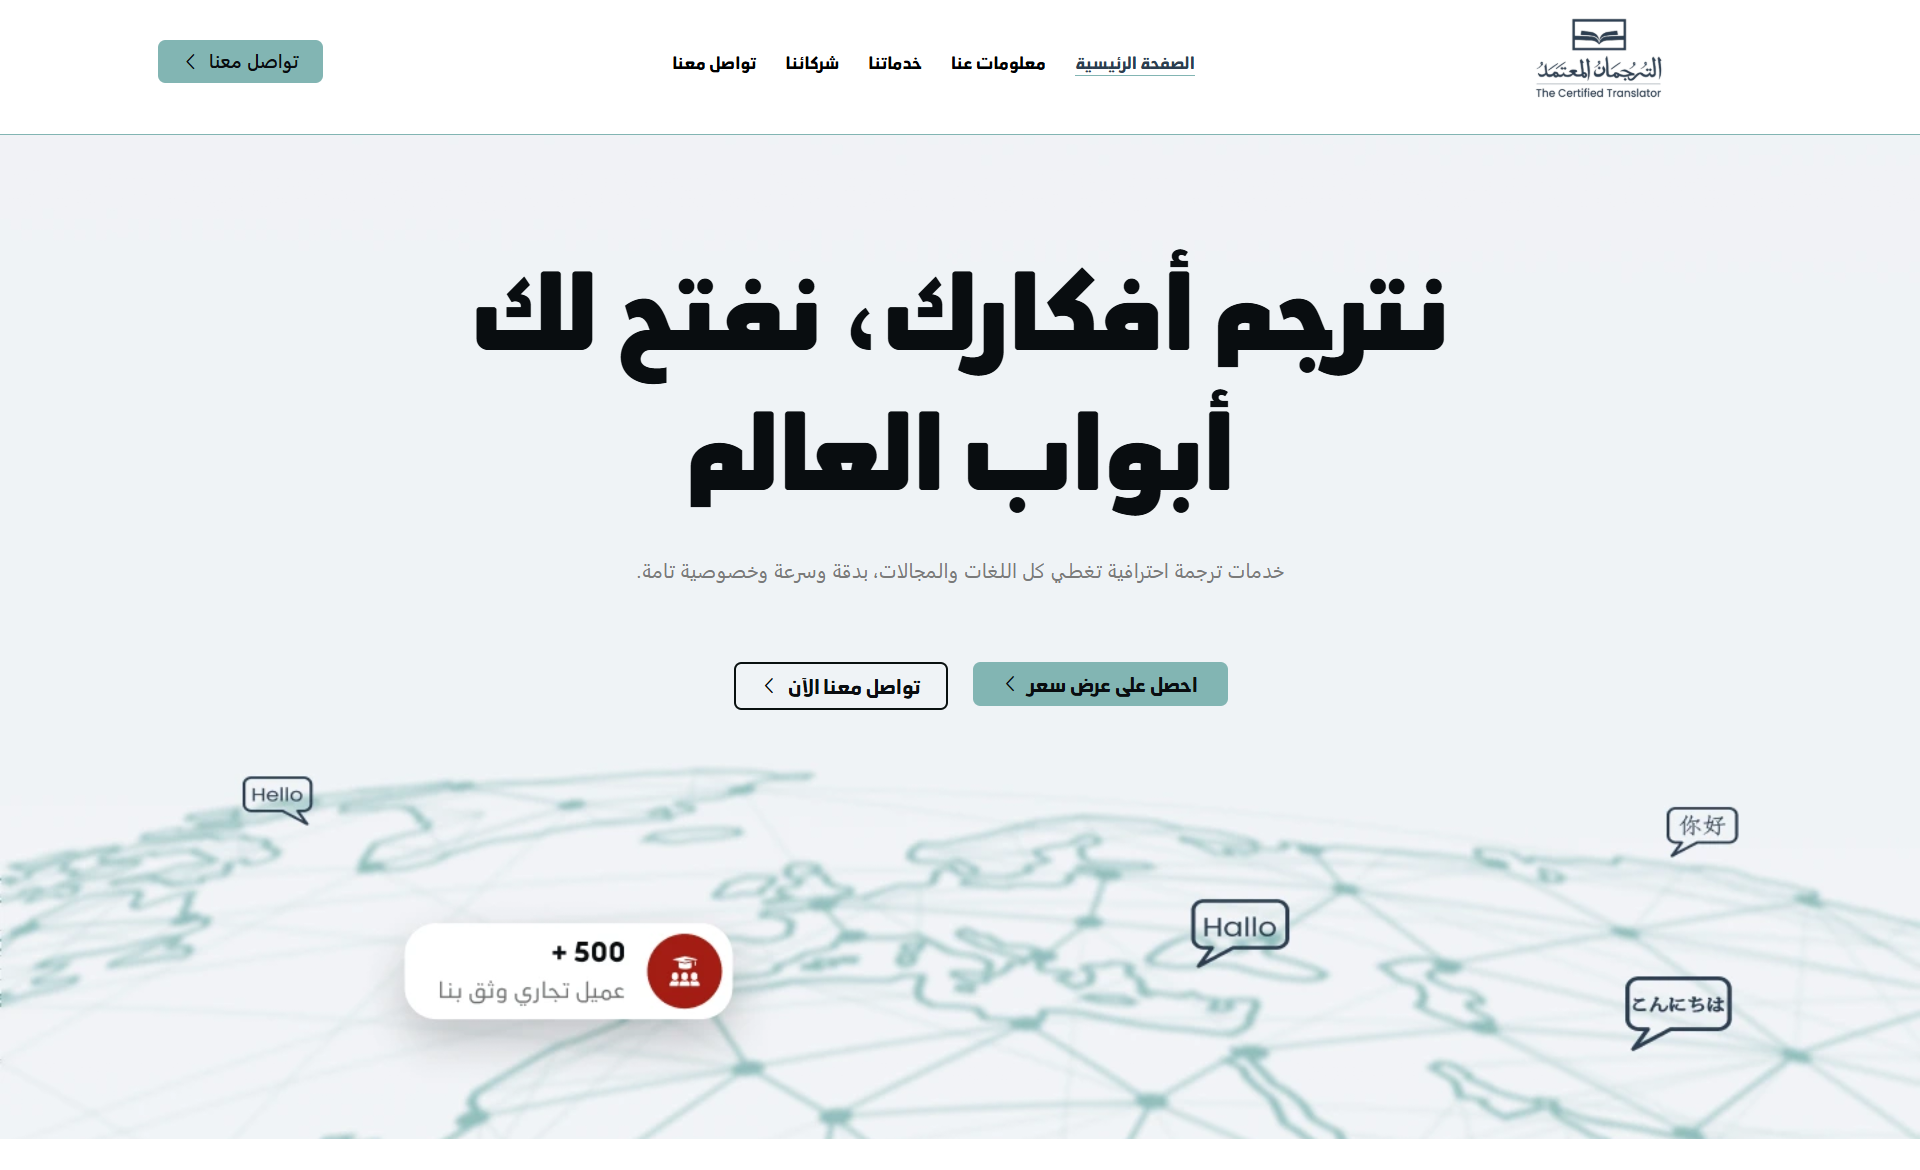 الترجمان المعتمد
The Certified Translator
الصفحة الرئيسية
معلومات عنا
خدماتنا
شركائنا
تواصل معنا
تواصل معنا
نترجم أفكارك، نفتح لك
أبواب العالم
خدمات ترجمة احترافية تغطي كل اللغات والمجالات، بدقة وسرعة وخصوصية تامة.
احصل على عرض سعر
تواصل معنا الآن
Hello
你好
Hallo
500 +
عميل تجاري وثق بنا
こんにちは